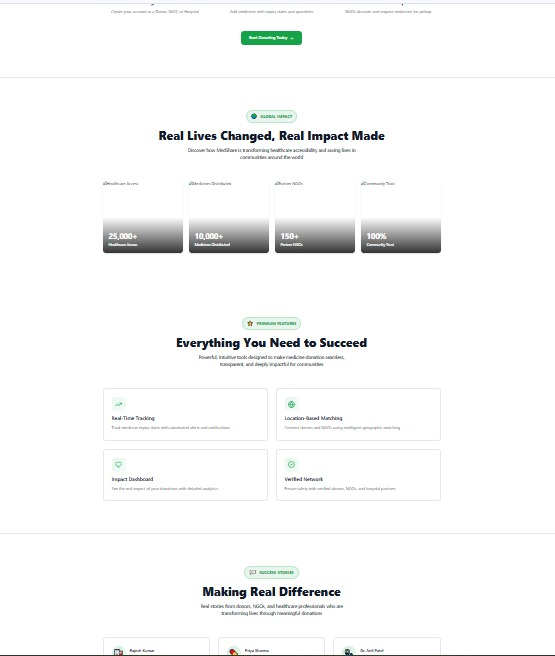 Create your account as a Donor, NGO, or Hospital
Add medicines with expiry dates and quantities
NGOs discover and request medicines for pickup
Start Donating Today →
GLOBAL IMPACT
Real Lives Changed, Real Impact Made
Discover how MedShare is transforming healthcare accessibility and saving lives in
communities around the world
Healthcare Access
Medicines Distributed
Partner NGOs
Community Trust
25,000+
Healthcare Access
10,000+
Medicines Distributed
150+
Partner NGOs
100%
Community Trust
PREMIUM FEATURES
Everything You Need to Succeed
Powerful, intuitive tools designed to make medicine donation seamless,
transparent, and deeply impactful for communities
Real-Time Tracking
Track medicine expiry dates with automated alerts and notifications
Location-Based Matching
Connect donors and NGOs using intelligent geographic matching
Impact Dashboard
See the real impact of your donations with detailed analytics
Verified Network
Ensure safety with verified donors, NGOs, and hospital partners
SUCCESS STORIES
Making Real Difference
Real stories from donors, NGOs, and healthcare professionals who are
transforming lives through meaningful donations
Rajesh Kumar
Priya Sharma
Dr. Anil Patel